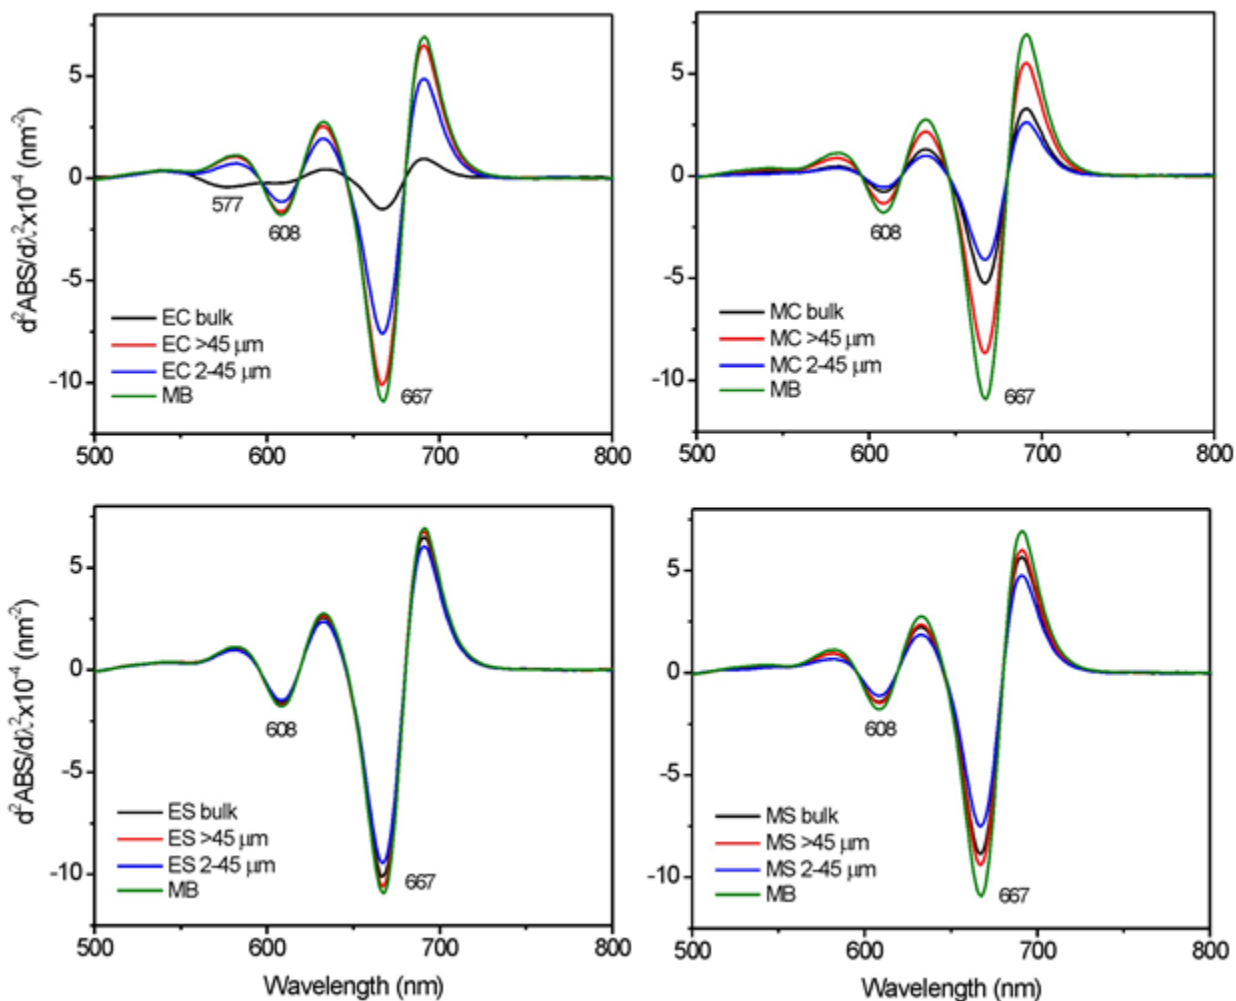 d²ABS/dλ²x10⁻⁴ (nm⁻²)
5
0
-5
-10
577
608
667
EC bulk
EC >45 μm
EC 2-45 μm
MB
500 600 700 800
5
0
-5
-10
608
667
MC bulk
MC >45 μm
MC 2-45 μm
MB
500 600 700 800
d²ABS/dλ²x10⁻⁴ (nm⁻²)
5
0
-5
-10
608
667
ES bulk
ES >45 μm
ES 2-45 μm
MB
500 600 700 800
Wavelength (nm)
5
0
-5
-10
608
667
MS bulk
MS >45 μm
MS 2-45 μm
MB
500 600 700 800
Wavelength (nm)